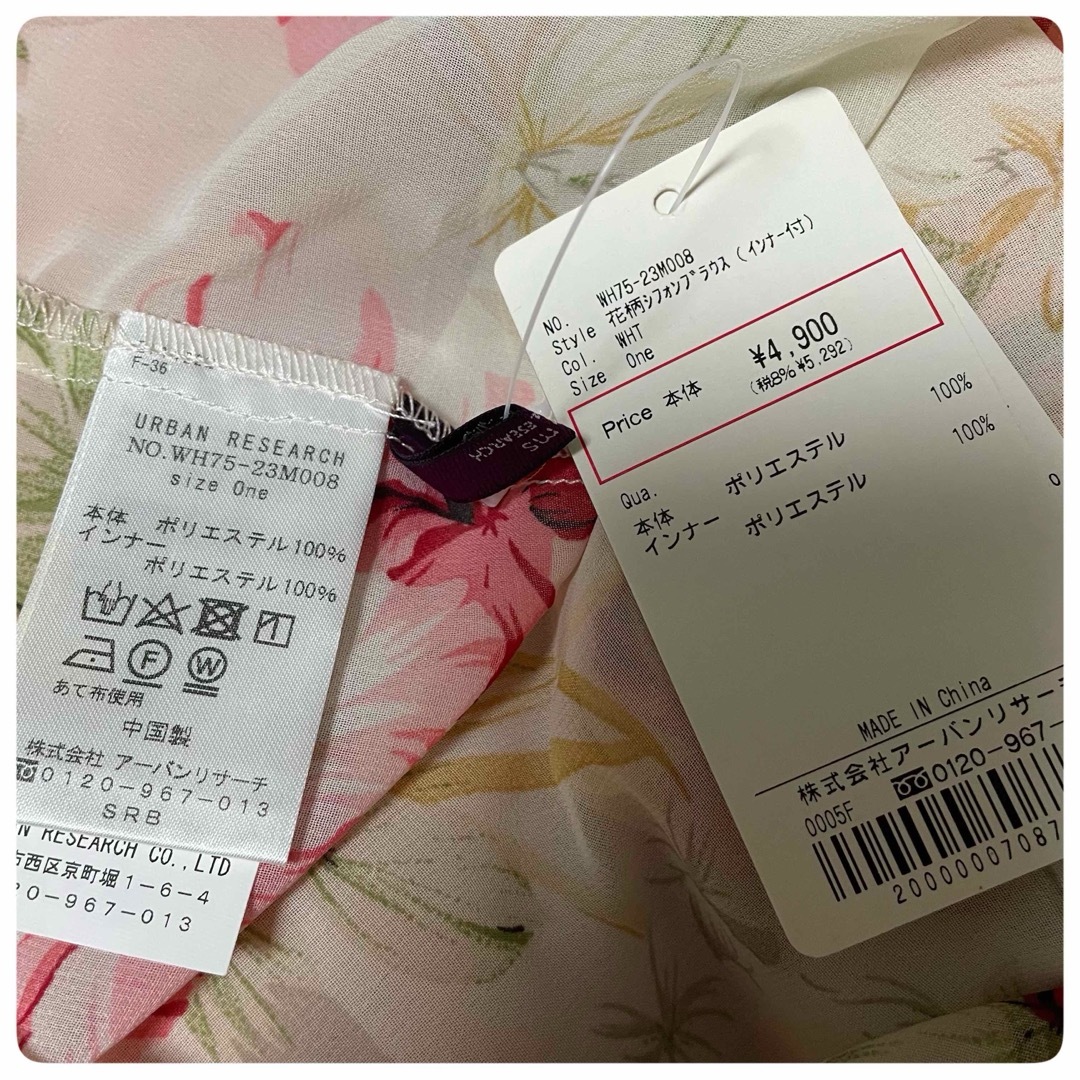 F-36
URBAN RESEARCH
NO.WH75-23M008
size One
本体 ポリエステル100%
インナー
ポリエステル100%
F
W
あて布使用
中国製
株式会社 アーバンリサーチ
0120-967-013
SRB
RESEARCH CO.,LTD
西区京町堀1-6-4
0-967-013
RESEARCH
NO. WH75-23M008
Style 花柄シフォンブラウス(インナー付)
Col. WHT
Size One
Price 本体 ¥4,900
(税8% ¥5,292)
Qua.
本体 ポリエステル 100%
インナー ポリエステル 100%
0
MADE IN China
株式会社アーバンリサーチ
0120-967-
0005F
2000000708